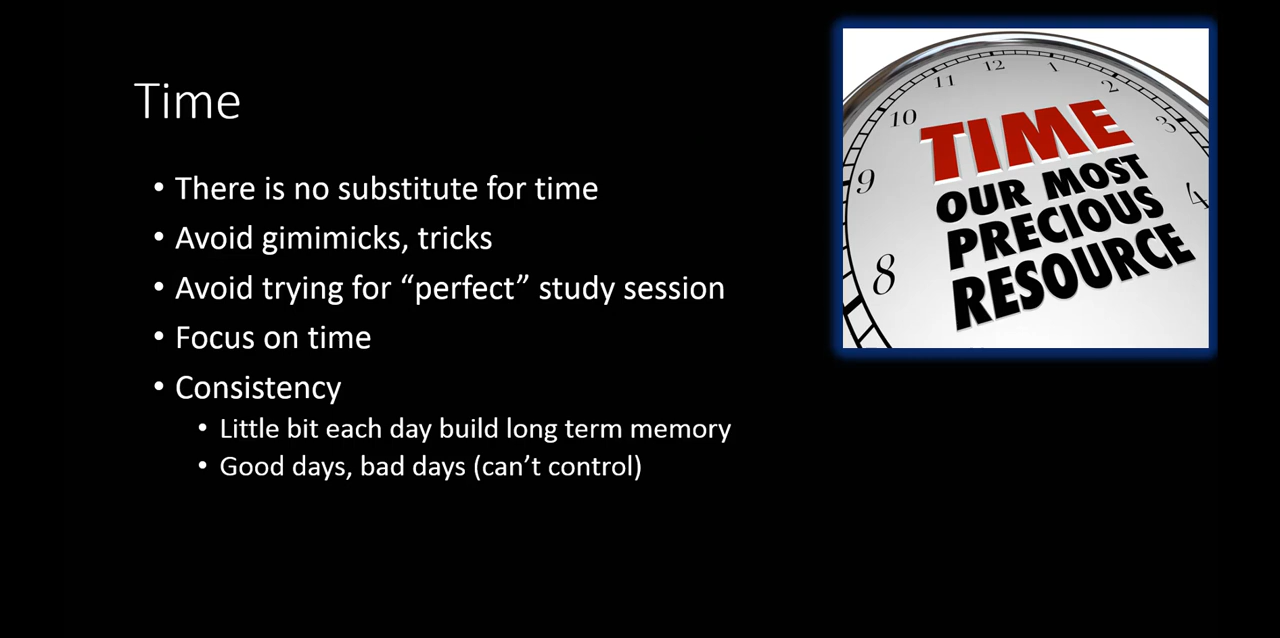 Time
• There is no substitute for time
• Avoid gimimicks, tricks
• Avoid trying for “perfect” study session
• Focus on time
• Consistency
• Little bit each day build long term memory
• Good days, bad days (can’t control)
11 12 1 2 3 4
10 9 8
TIME
OUR MOST
PRECIOUS
RESOURCE